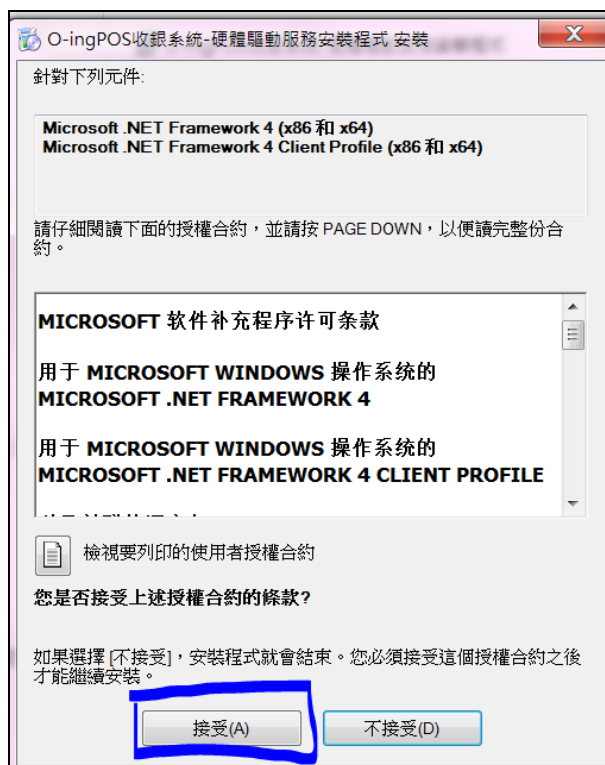 O-ingPOS收銀系統-硬體驅動服務安裝程式 安裝
針對下列元件:
Microsoft .NET Framework 4 (x86 和 x64)
Microsoft .NET Framework 4 Client Profile (x86 和 x64)
請仔細閱讀下面的授權合約，並請按 PAGE DOWN，以便讀完整份合
約。
MICROSOFT 软件补充程序许可条款
用于 MICROSOFT WINDOWS 操作系统的
MICROSOFT .NET FRAMEWORK 4
用于 MICROSOFT WINDOWS 操作系统的
MICROSOFT .NET FRAMEWORK 4 CLIENT PROFILE
檢視要列印的使用者授權合約
您是否接受上述授權合約的條款?
如果選擇 [不接受]，安裝程式就會結束。您必須接受這個授權合約之後
才能繼續安裝。
接受(A)
不接受(D)